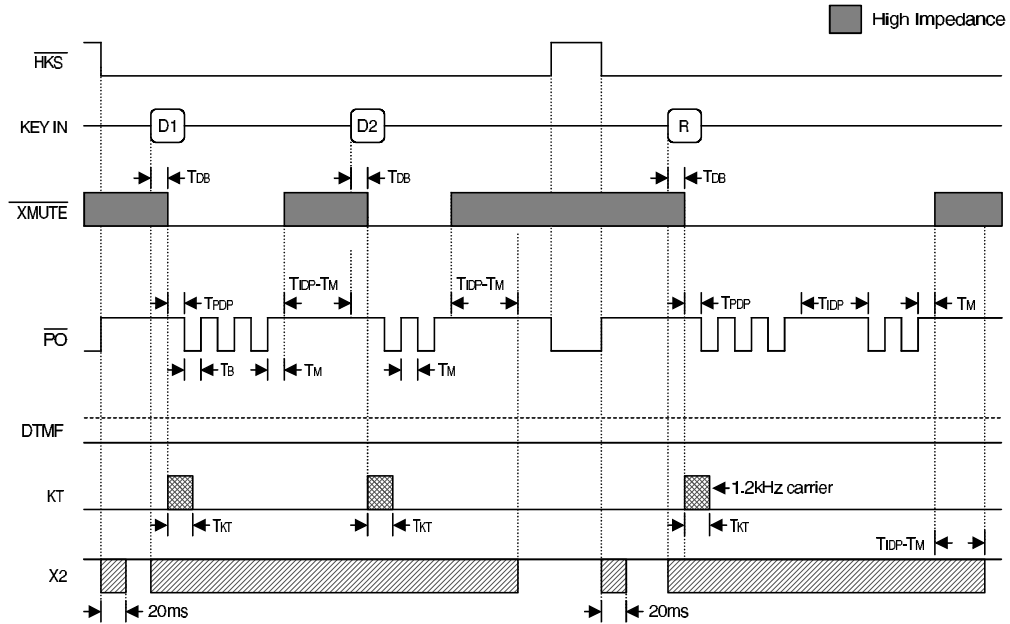 High Impedance
HKS
KEY IN
D1
D2
R
TDB
TDB
TDB
XMUTE
TIDP-TM
TIDP-TM
TPDP
TPDP
TIDP
TM
PO
TB
TM
TM
DTMF
KT
1.2kHz carrier
TKT
TKT
TKT
TIDP-TM
X2
20ms
20ms